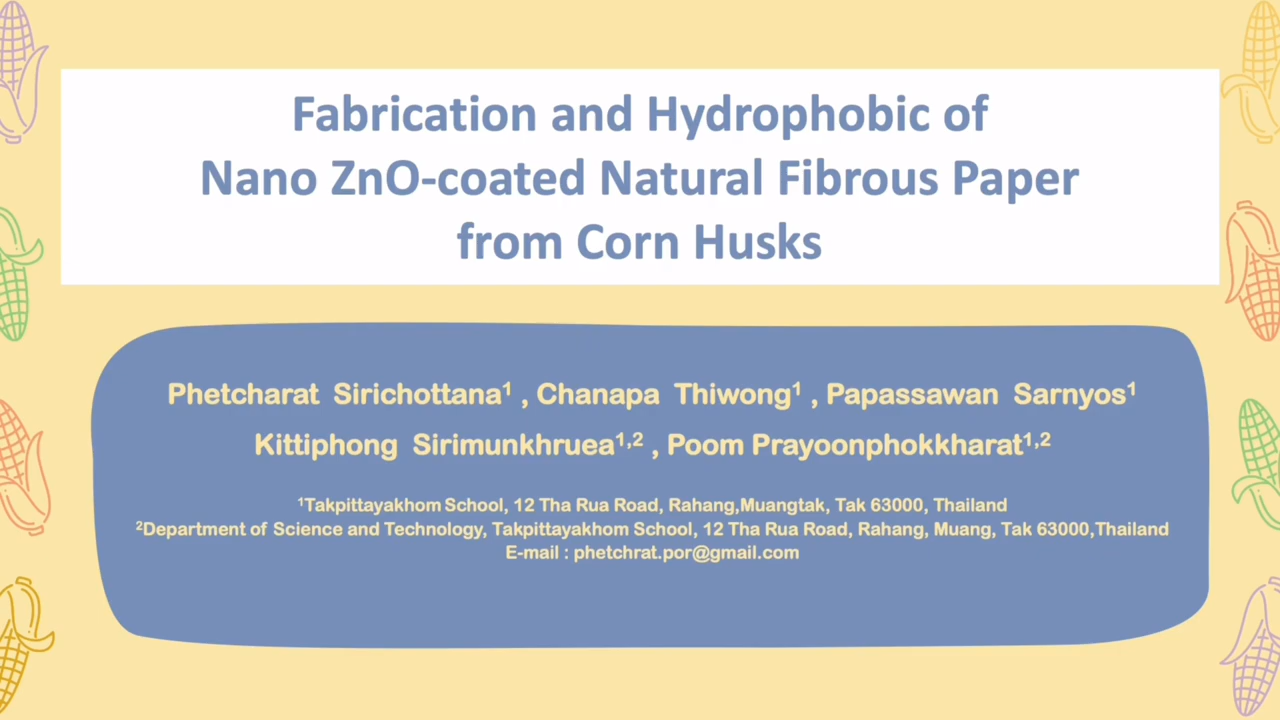 Fabrication and Hydrophobic of
Nano ZnO-coated Natural Fibrous Paper
from Corn Husks
Phetcharat Sirichottana¹ , Chanapa Thiwong¹ , Papassawan Sarnyos¹
Kittiphong Sirimunkhruea¹,² , Poom Prayoonphokkharat¹,²
¹Takpittayakhom School, 12 Tha Rua Road, Rahang,Muangtak, Tak 63000, Thailand
²Department of Science and Technology, Takpittayakhom School, 12 Tha Rua Road, Rahang, Muang, Tak 63000,Thailand
E-mail : phetchrat.por@gmail.com